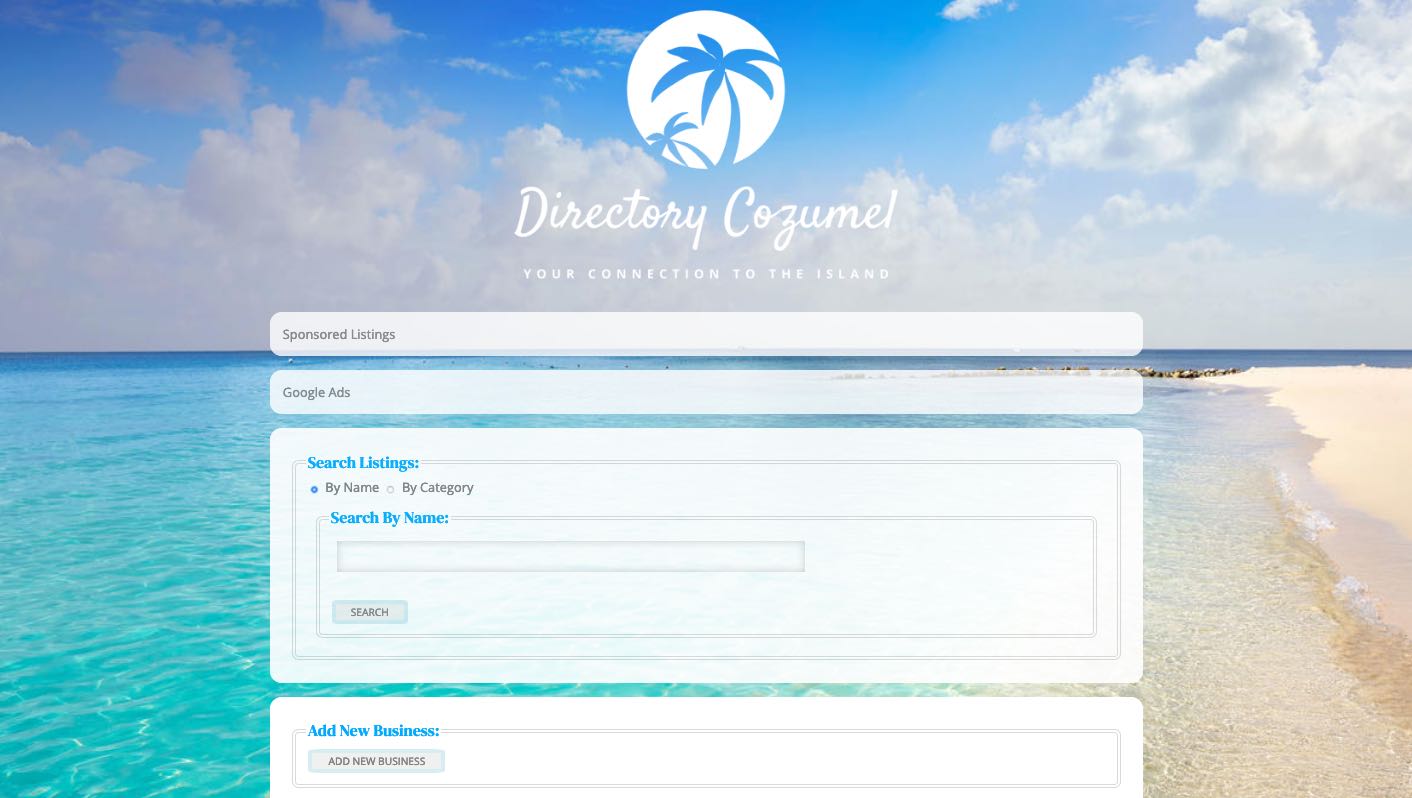 Directory Cozumel
YOUR CONNECTION TO THE ISLAND
Sponsored Listings
Google Ads
Search Listings:
By Name By Category
Search By Name:
SEARCH
Add New Business:
ADD NEW BUSINESS